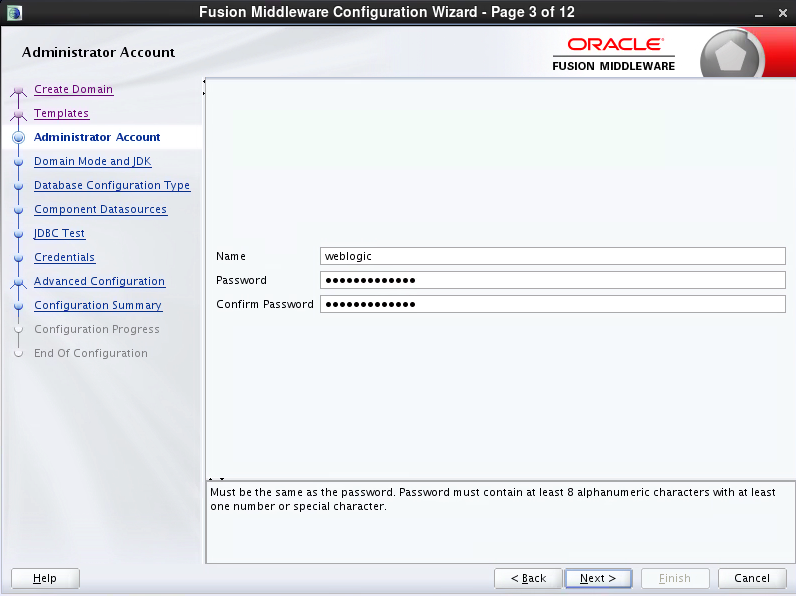 Fusion Middleware Configuration Wizard - Page 3 of 12
Administrator Account
ORACLE
FUSION MIDDLEWARE
Create Domain
Templates
Administrator Account
Domain Mode and JDK
Database Configuration Type
Component Datasources
JDBC Test
Credentials
Advanced Configuration
Configuration Summary
Configuration Progress
End Of Configuration
Name weblogic
Password •••••••••••••
Confirm Password •••••••••••••
Must be the same as the password. Password must contain at least 8 alphanumeric characters with at least
one number or special character.
Help < Back Next > Finish Cancel